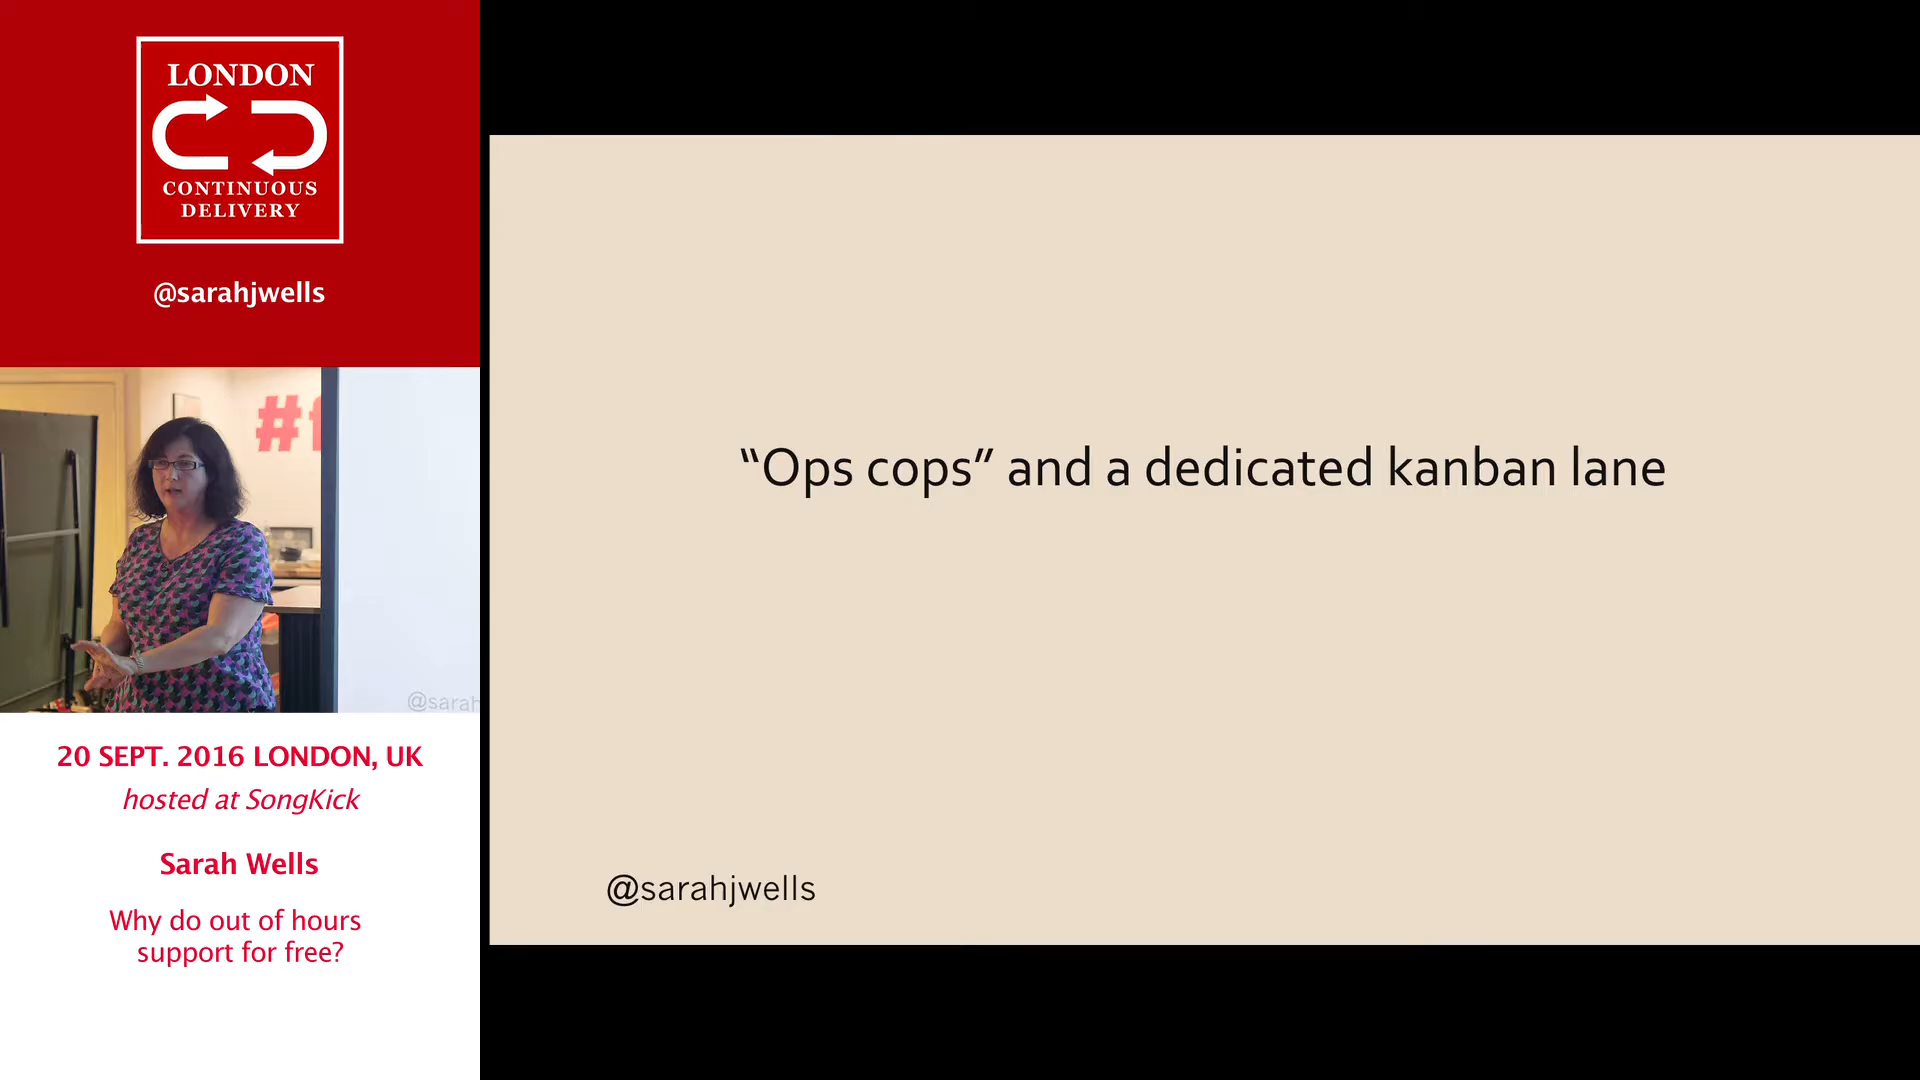 LONDON
CONTINUOUS
DELIVERY
@sarahjwells
#f
@sarah
20 SEPT. 2016 LONDON, UK
hosted at SongKick
Sarah Wells
Why do out of hours
support for free?
“Ops cops” and a dedicated kanban lane
@sarahjwells